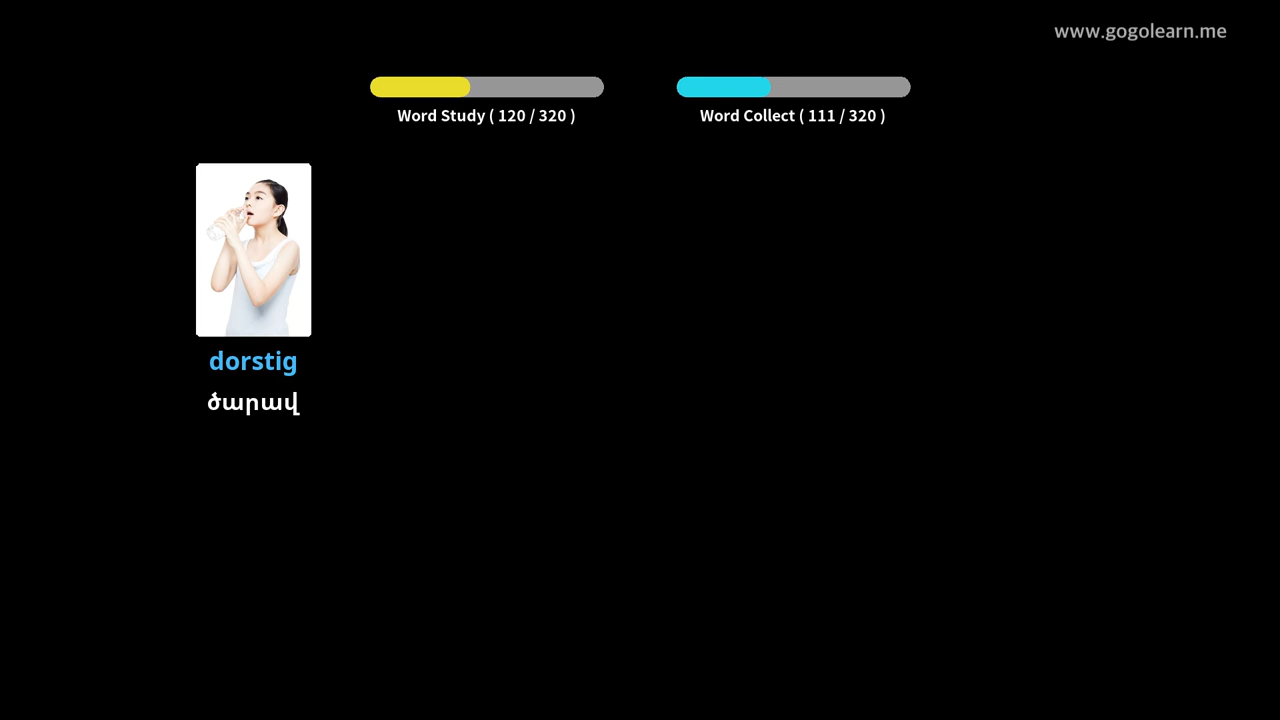 www.gogolearn.me
Word Study ( 120 / 320 )
Word Collect ( 111 / 320 )
dorstig
ծարավ